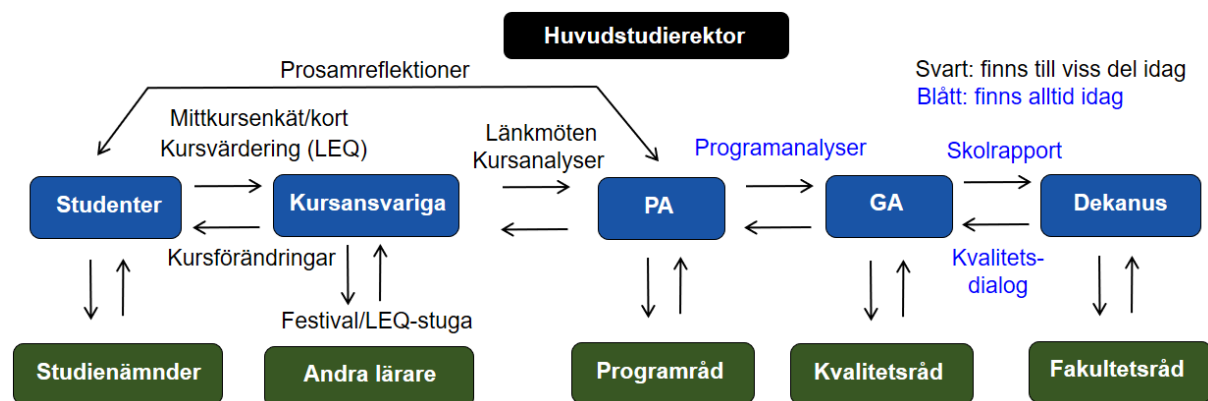 Huvudstudierektor
Prosamreflektioner
Svart: finns till viss del idag
Blått: finns alltid idag
Mittkursenkät/kort
Kursvärdering (LEQ)
Länkmöten
Kursanalyser
Programanalyser
Skolrapport
Studenter
Kursansvariga
PA
GA
Dekanus
Kursförändringar
Kvalitets-
dialog
Festival/LEQ-stuga
Studienämnder
Andra lärare
Programråd
Kvalitetsråd
Fakultetsråd